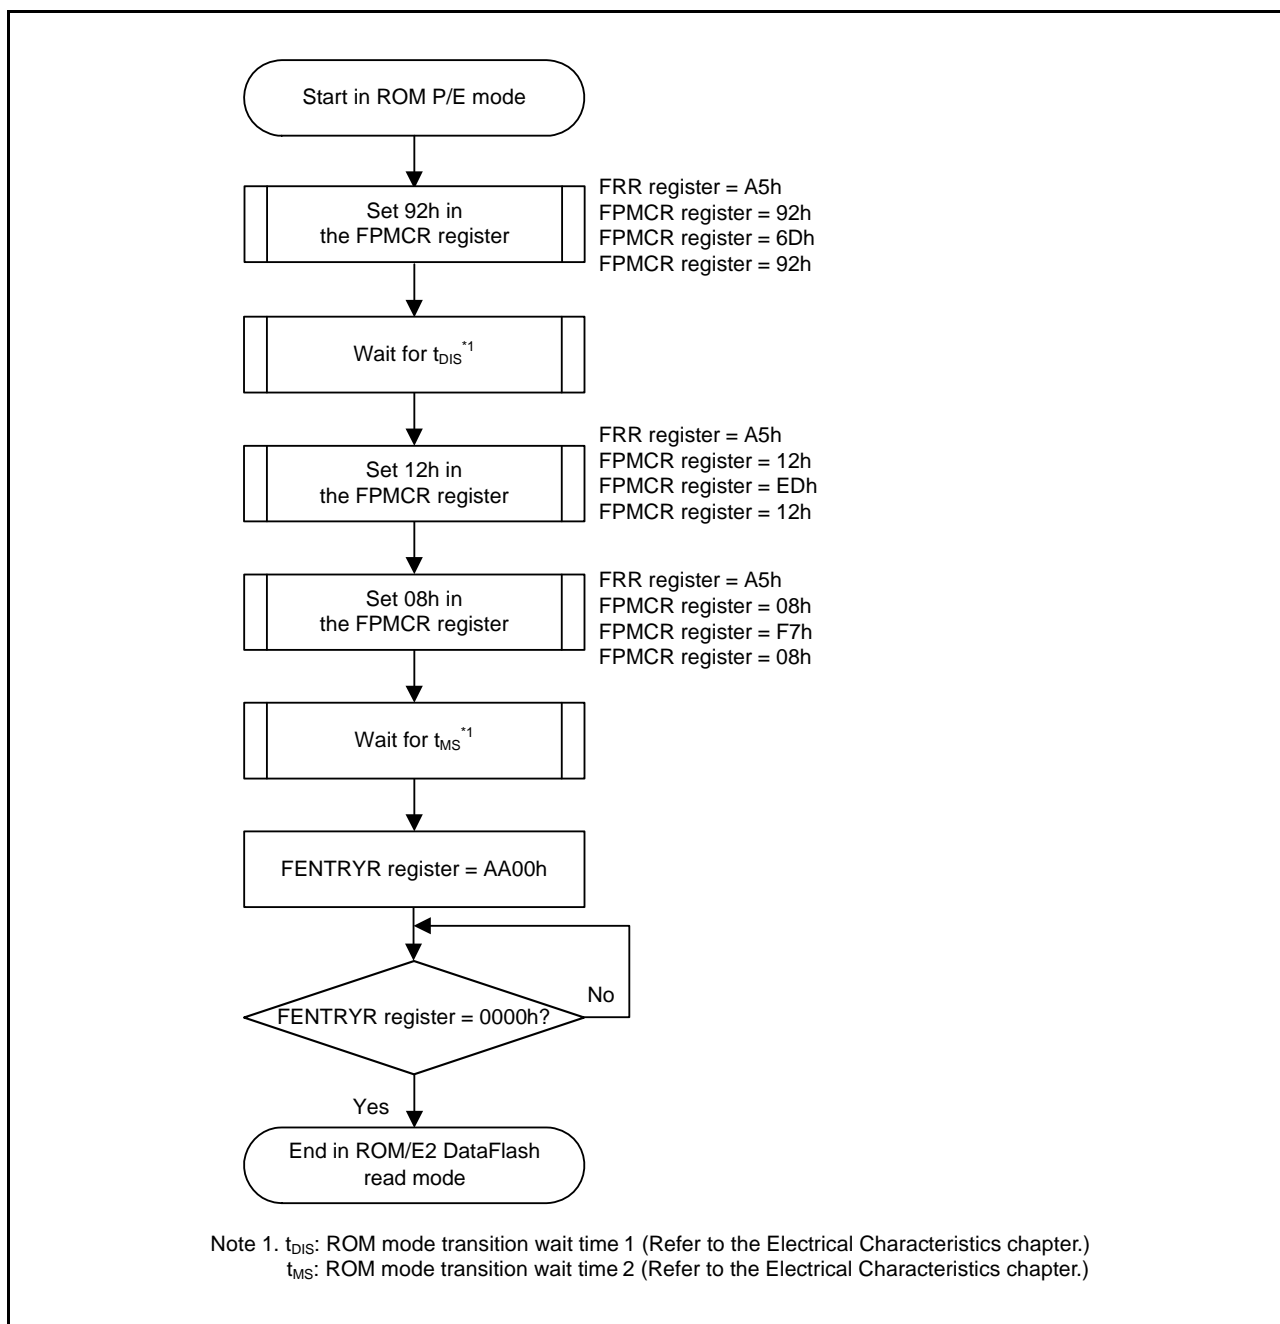 Start in ROM P/E mode
Set 92h in
the FPMCR register
FRR register = A5h
FPMCR register = 92h
FPMCR register = 6Dh
FPMCR register = 92h
Wait for tDIS*1
Set 12h in
the FPMCR register
FRR register = A5h
FPMCR register = 12h
FPMCR register = EDh
FPMCR register = 12h
Set 08h in
the FPMCR register
FRR register = A5h
FPMCR register = 08h
FPMCR register = F7h
FPMCR register = 08h
Wait for tMS*1
FENTRYR register = AA00h
FENTRYR register = 0000h?
No
Yes
End in ROM/E2 DataFlash
read mode
Note 1. tDIS: ROM mode transition wait time 1 (Refer to the Electrical Characteristics chapter.)
tMS: ROM mode transition wait time 2 (Refer to the Electrical Characteristics chapter.)